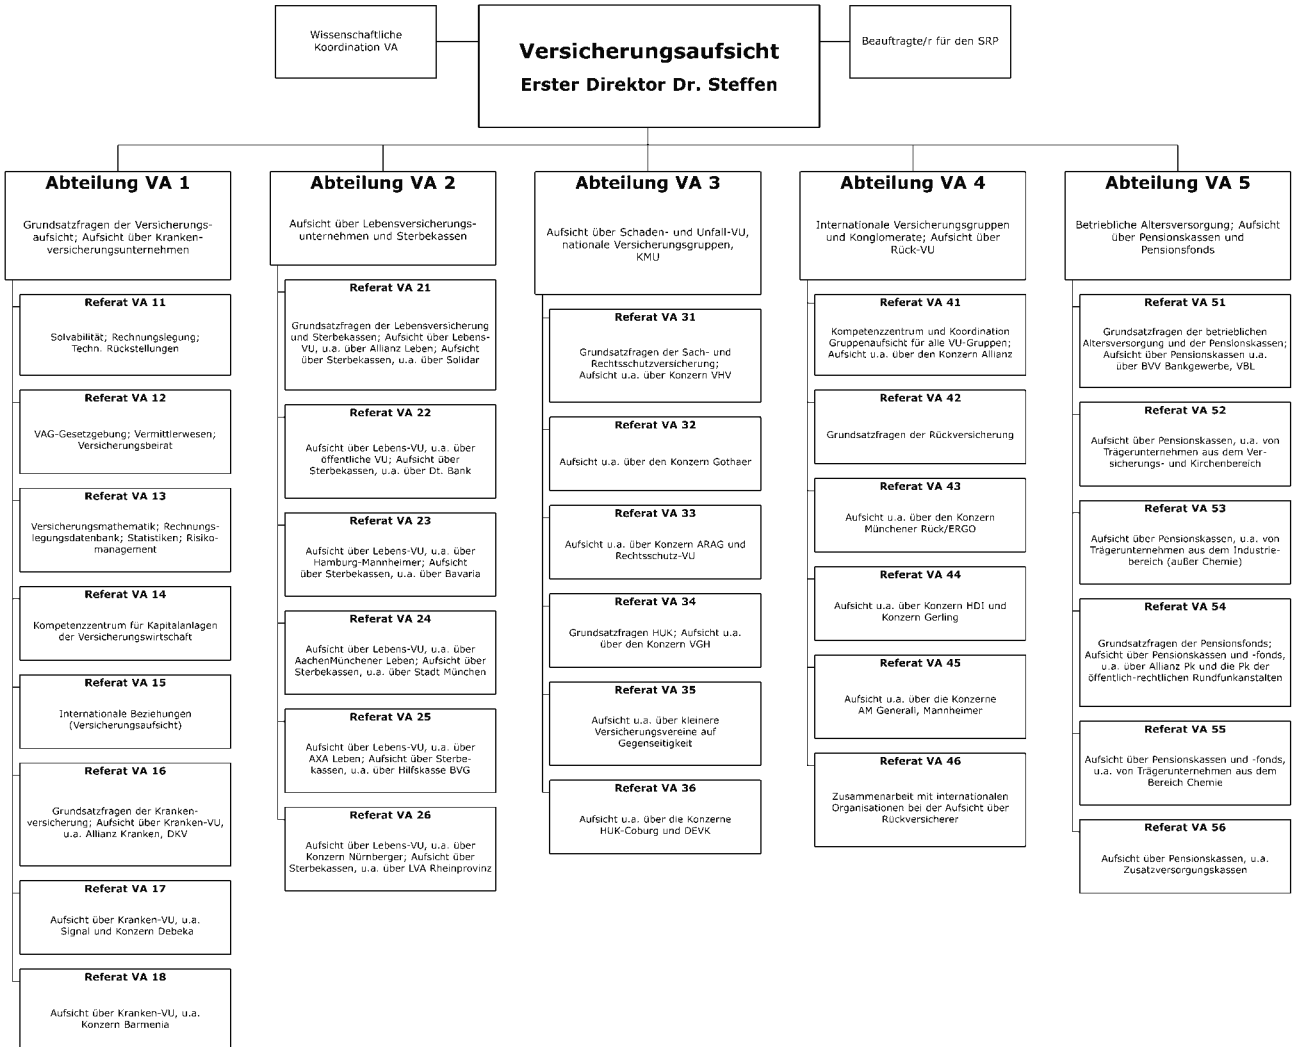 Wissenschaftliche
Koordination VA
Versicherungsaufsicht
Erster Direktor Dr. Steffen
Beauftragte/r für den SRP
Abteilung VA 1
Grundsatzfragen der Versicherungs-
aufsicht; Aufsicht über Kranken-
versicherungsunternehmen
Referat VA 11
Solvabilität; Rechnungslegung;
Techn. Rückstellungen
Referat VA 12
VAG-Gesetzgebung; Vermittlerwesen;
Versicherungsbeirat
Referat VA 13
Versicherungsmathematik; Rechnungs-
legungsdatenbank; Statistiken; Risiko-
management
Referat VA 14
Kompetenzzentrum für Kapitalanlagen
der Versicherungswirtschaft
Referat VA 15
Internationale Beziehungen
(Versicherungsaufsicht)
Referat VA 16
Grundsatzfragen der Kranken-
versicherung; Aufsicht über Kranken-VU,
u.a. Allianz Kranken, DKV
Referat VA 17
Aufsicht über Kranken-VU, u.a.
Signal und Konzern Debeka
Referat VA 18
Aufsicht über Kranken-VU, u.a.
Konzern Barmenia
Abteilung VA 2
Aufsicht über Lebensversicherungs-
unternehmen und Sterbekassen
Referat VA 21
Grundsatzfragen der Lebensversicherung
und Sterbekassen; Aufsicht über Lebens-
VU, u.a. über Allianz Leben; Aufsicht
über Sterbekassen, u.a. über Solidar
Referat VA 22
Aufsicht über Lebens-VU, u.a. über
öffentliche VU; Aufsicht über
Sterbekassen, u.a. über Dt. Bank
Referat VA 23
Aufsicht über Lebens-VU, u.a. über
Hamburg-Mannheimer; Aufsicht
über Sterbekassen, u.a. über Bavaria
Referat VA 24
Aufsicht über Lebens-VU, u.a. über
AachenMünchener Leben; Aufsicht über
Sterbekassen, u.a. über Stadt München
Referat VA 25
Aufsicht über Lebens-VU, u.a. über
AXA Leben; Aufsicht über Sterbe-
kassen, u.a. über Hilfskasse BVG
Referat VA 26
Aufsicht über Lebens-VU, u.a. über
Konzern Nürnberger; Aufsicht über
Sterbekassen, u.a. über LVA Rheinprovinz
Abteilung VA 3
Aufsicht über Schaden- und Unfall-VU,
nationale Versicherungsgruppen,
KMU
Referat VA 31
Grundsatzfragen der Sach- und
Rechtsschutzversicherung;
Aufsicht u.a. über Konzern VHV
Referat VA 32
Aufsicht u.a. über den Konzern Gothaer
Referat VA 33
Aufsicht u.a. über Konzern ARAG und
Rechtsschutz-VU
Referat VA 34
Grundsatzfragen HUK; Aufsicht u.a.
über den Konzern VGH
Referat VA 35
Aufsicht u.a. über kleinere
Versicherungsvereine auf
Gegenseitigkeit
Referat VA 36
Aufsicht u.a. über die Konzerne
HUK-Coburg und DEVK
Abteilung VA 4
Internationale Versicherungsgruppen
und Konglomerate; Aufsicht über
Rück-VU
Referat VA 41
Kompetenzzentrum und Koordination
Gruppenaufsicht für alle VU-Gruppen;
Aufsicht u.a. über den Konzern Allianz
Referat VA 42
Grundsatzfragen der Rückversicherung
Referat VA 43
Aufsicht u.a. über den Konzern
Münchener Rück/ERGO
Referat VA 44
Aufsicht u.a. über Konzern HDI und
Konzern Gerling
Referat VA 45
Aufsicht u.a. über die Konzerne
AM Generali, Mannheimer
Referat VA 46
Zusammenarbeit mit internationalen
Organisationen bei der Aufsicht über
Rückversicherer
Abteilung VA 5
Betriebliche Altersversorgung; Aufsicht
über Pensionskassen und
Pensionsfonds
Referat VA 51
Grundsatzfragen der betrieblichen
Altersversorgung und der Pensionskassen;
Aufsicht über Pensionskassen u.a.
über BVV Bankgewerbe, VBL
Referat VA 52
Aufsicht über Pensionskassen, u.a. von
Trägerunternehmen aus dem Ver-
sicherungs- und Kirchenbereich
Referat VA 53
Aufsicht über Pensionskassen, u.a. von
Trägerunternehmen aus dem Industrie-
bereich (außer Chemie)
Referat VA 54
Grundsatzfragen der Pensionsfonds;
Aufsicht über Pensionskassen und -fonds,
u.a. über Allianz Pk und die Pk der
öffentlich-rechtlichen Rundfunkanstalten
Referat VA 55
Aufsicht über Pensionskassen und -fonds,
u.a. von Trägerunternehmen aus dem
Bereich Chemie
Referat VA 56
Aufsicht über Pensionskassen, u.a.
Zusatzversorgungskassen